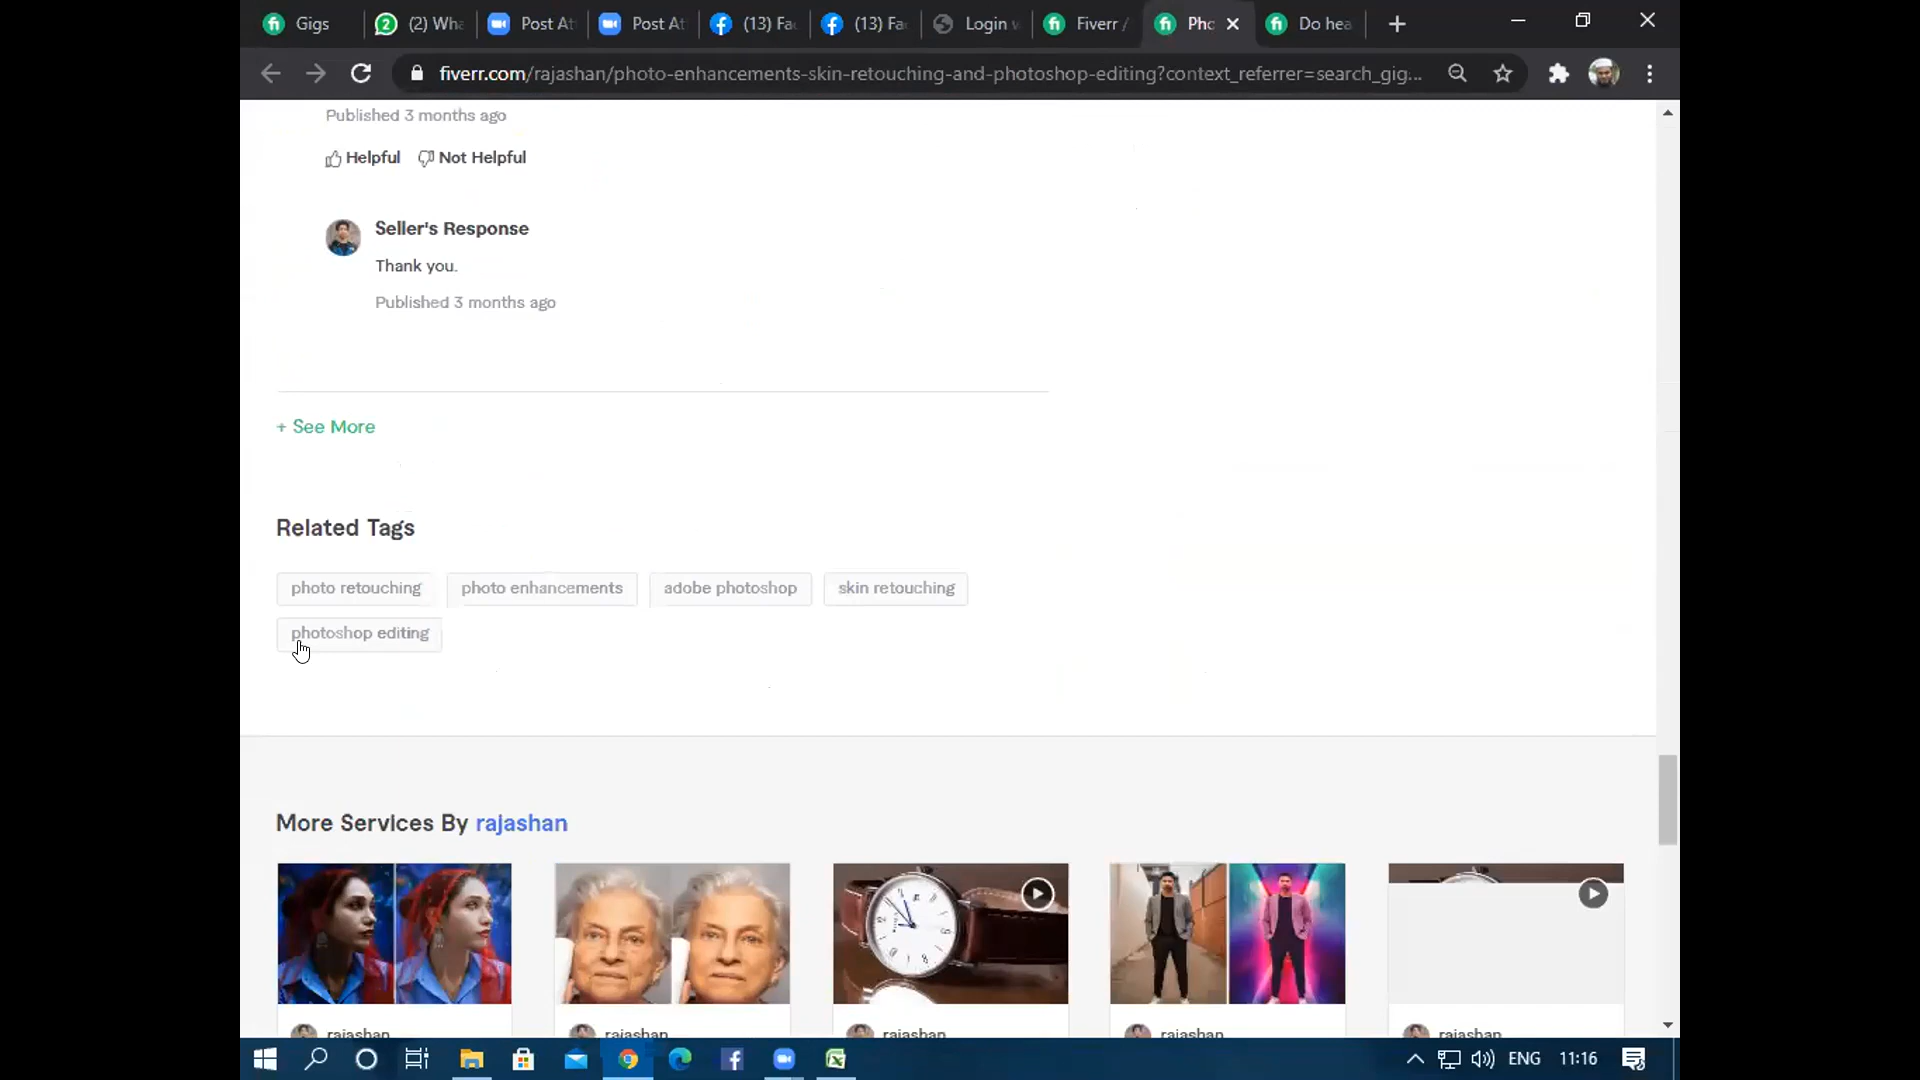 Gigs
(2) Wha
Post At
Post At
(13) Fac
(13) Fac
Login
Fiverr /
Pho
Do hea
fiverr.com/rajashan/photo-enhancements-skin-retouching-and-photoshop-editing?context_referrer=search_gig...
Published 3 months ago
Helpful Not Helpful
Seller's Response
Thank you.
Published 3 months ago
+ See More
Related Tags
photo retouching photo enhancements adobe photoshop skin retouching
photoshop editing
More Services By rajashan
rajashan rajashan rajashan rajashan rajashan
ENG 11:16